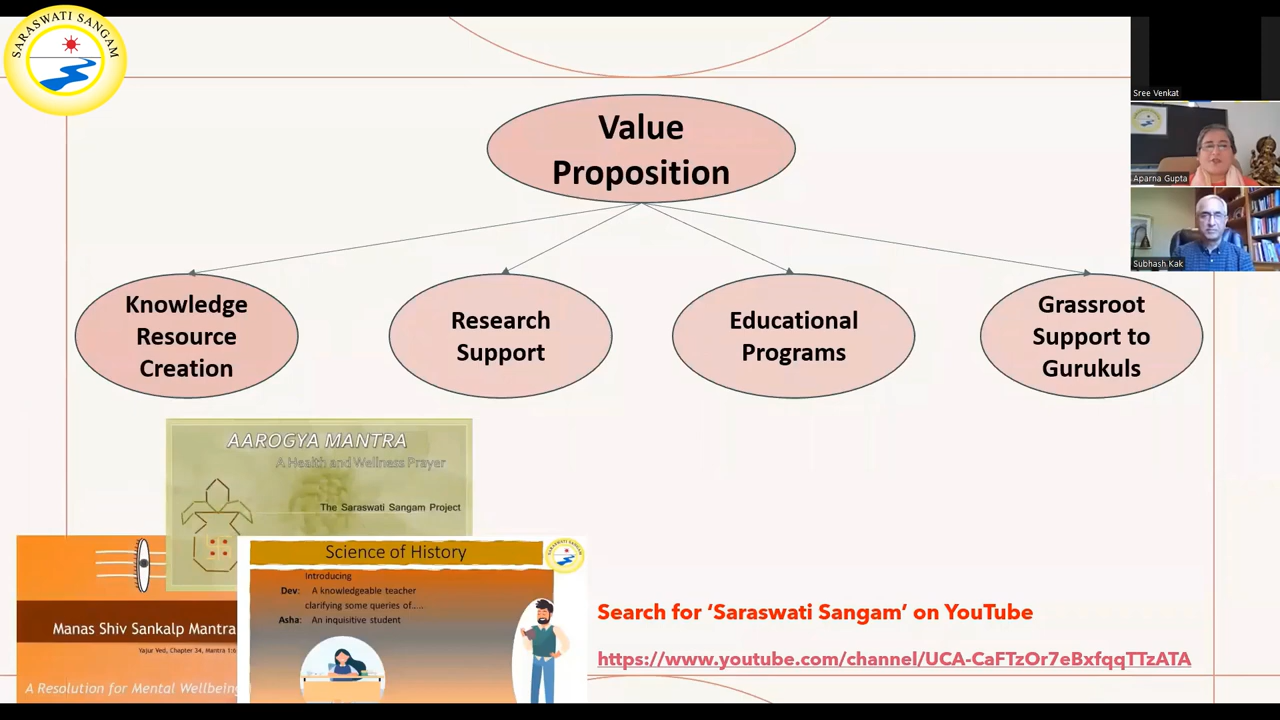 SARASWATI SANGAM
Value
Proposition
Knowledge
Resource
Creation
Research
Support
Educational
Programs
Grassroot
Support to
Gurukuls
AAROGYA MANTRA
A Health and Wellness Prayer
The Saraswati Sangam Project
Manas Shiv Sankalp Mantra
Yajur Ved, Chapter 34, Mantra 1:6
A Resolution for Mental Wellbeing
Science of History
Introducing
Dev: A knowledgeable teacher
clarifying some queries of.....
Asha: An inquisitive student
Search for ‘Saraswati Sangam’ on YouTube
https://www.youtube.com/channel/UCA-CaFTzOr7eBxfqqTTzATA
Sree Venkat
Aparna Gupta
Subhash Kak